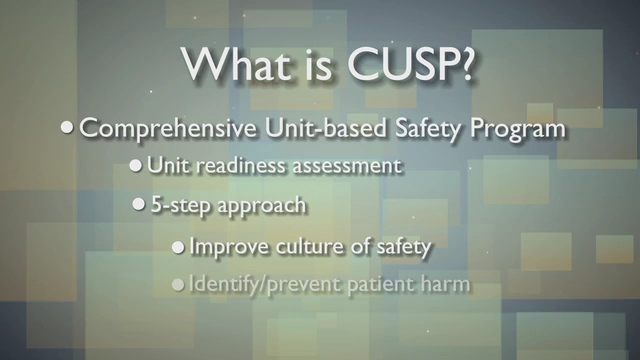 What is CUSP?
●Comprehensive Unit-based Safety Program
●Unit readiness assessment
●5-step approach
●Improve culture of safety
●Identify/prevent patient harm